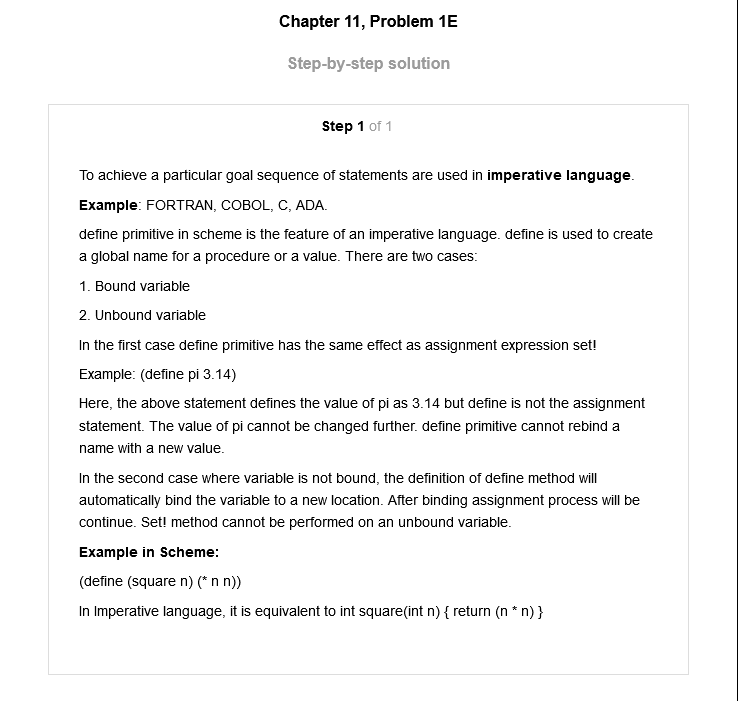 Chapter 11, Problem 1E
Step-by-step solution
Step 1 of 1
To achieve a particular goal sequence of statements are used in imperative language.
Example: FORTRAN, COBOL, C, ADA.
define primitive in scheme is the feature of an imperative language. define is used to create
a global name for a procedure or a value. There are two cases:
1. Bound variable
2. Unbound variable
In the first case define primitive has the same effect as assignment expression set!
Example: (define pi 3.14)
Here, the above statement defines the value of pi as 3.14 but define is not the assignment
statement. The value of pi cannot be changed further. define primitive cannot rebind a
name with a new value.
In the second case where variable is not bound, the definition of define method will
automatically bind the variable to a new location. After binding assignment process will be
continue. Set! method cannot be performed on an unbound variable.
Example in Scheme:
(define (square n) (* n n))
In Imperative language, it is equivalent to int square(int n) { return (n * n) }